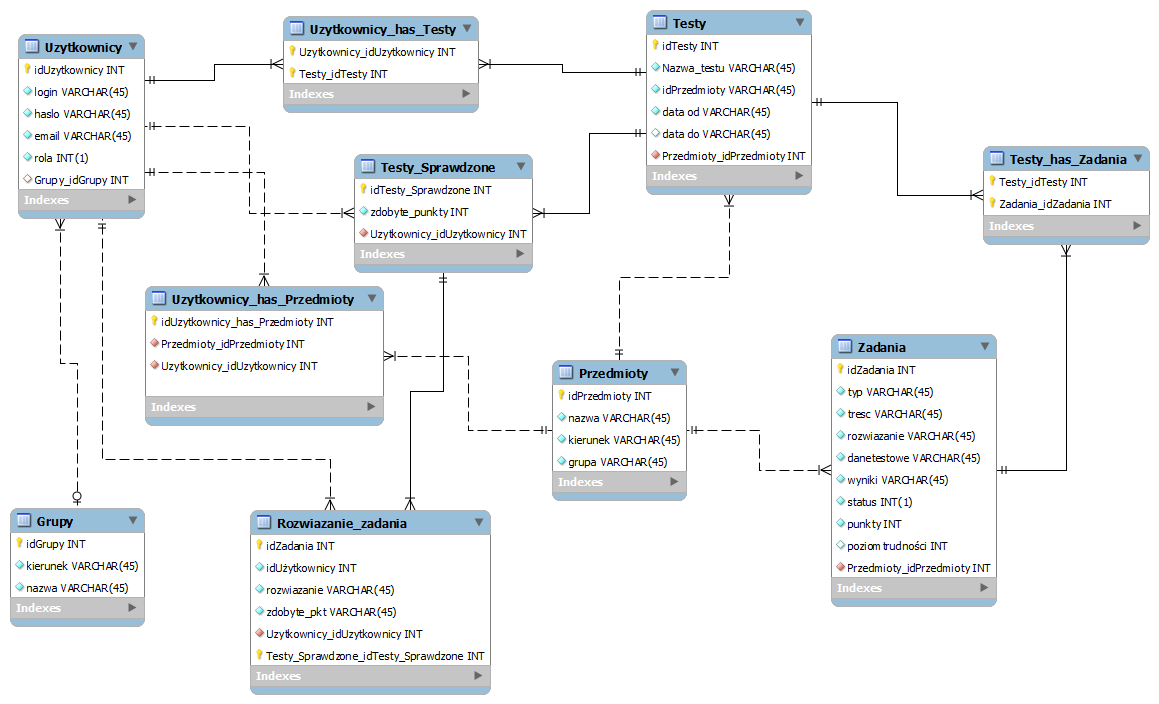 Uzytkownicy
idUzytkownicy INT
login VARCHAR(45)
haslo VARCHAR(45)
email VARCHAR(45)
rola INT(1)
Grupy_idGrupy INT
Indexes
Uzytkownicy_has_Testy
Uzytkownicy_idUzytkownicy INT
Testy_idTesty INT
Indexes
Testy
idTesty INT
Nazwa_testu VARCHAR(45)
idPrzedmioty VARCHAR(45)
data od VARCHAR(45)
data do VARCHAR(45)
Przedmioty_idPrzedmioty INT
Indexes
Testy_has_Zadania
Testy_idTesty INT
Zadania_idZadania INT
Indexes
Testy_Sprawdzone
idTesty_Sprawdzone INT
zdobyte_punkty INT
Uzytkownicy_idUzytkownicy INT
Indexes
Uzytkownicy_has_Przedmioty
idUzytkownicy_has_Przedmioty INT
Przedmioty_idPrzedmioty INT
Uzytkownicy_idUzytkownicy INT
Indexes
Przedmioty
idPrzedmioty INT
nazwa VARCHAR(45)
kierunek VARCHAR(45)
grupa VARCHAR(45)
Indexes
Zadania
idZadania INT
typ VARCHAR(45)
tresc VARCHAR(45)
rozwiazanie VARCHAR(45)
danetestowe VARCHAR(45)
wyniki VARCHAR(45)
status INT(1)
punkty INT
poziomtrudności INT
Przedmioty_idPrzedmioty INT
Indexes
Grupy
idGrupy INT
kierunek VARCHAR(45)
nazwa VARCHAR(45)
Indexes
Rozwiazanie_zadania
idZadania INT
idUżytkownicy INT
rozwiazanie VARCHAR(45)
zdobyte_pkt VARCHAR(45)
Uzytkownicy_idUzytkownicy INT
Testy_Sprawdzone_idTesty_Sprawdzone INT
Indexes